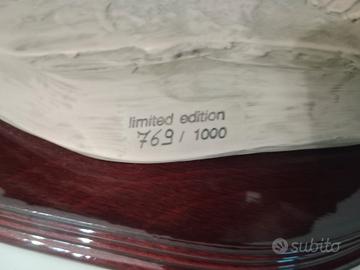 limited edition
769 / 1000
subito